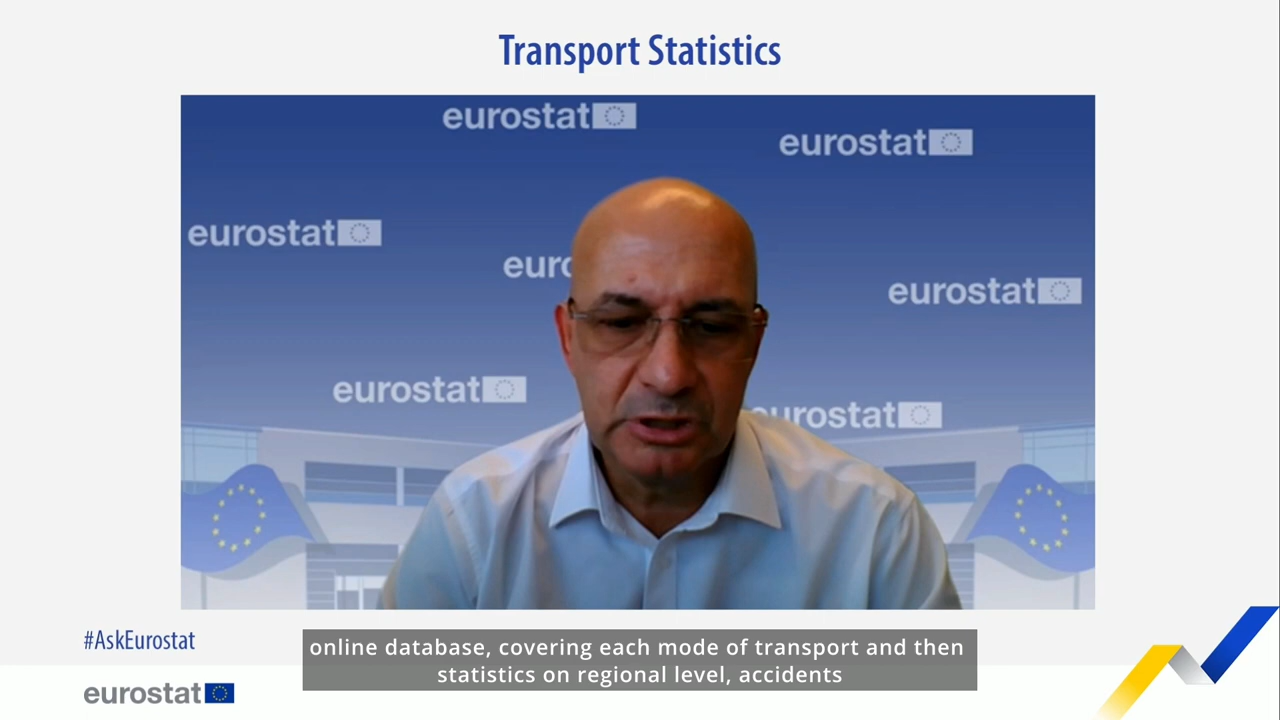 Transport Statistics
eurostat
eurostat
eurostat
euro
eurostat
eurostat
eurostat
#AskEurostat
online database, covering each mode of transport and then
statistics on regional level, accidents
eurostat